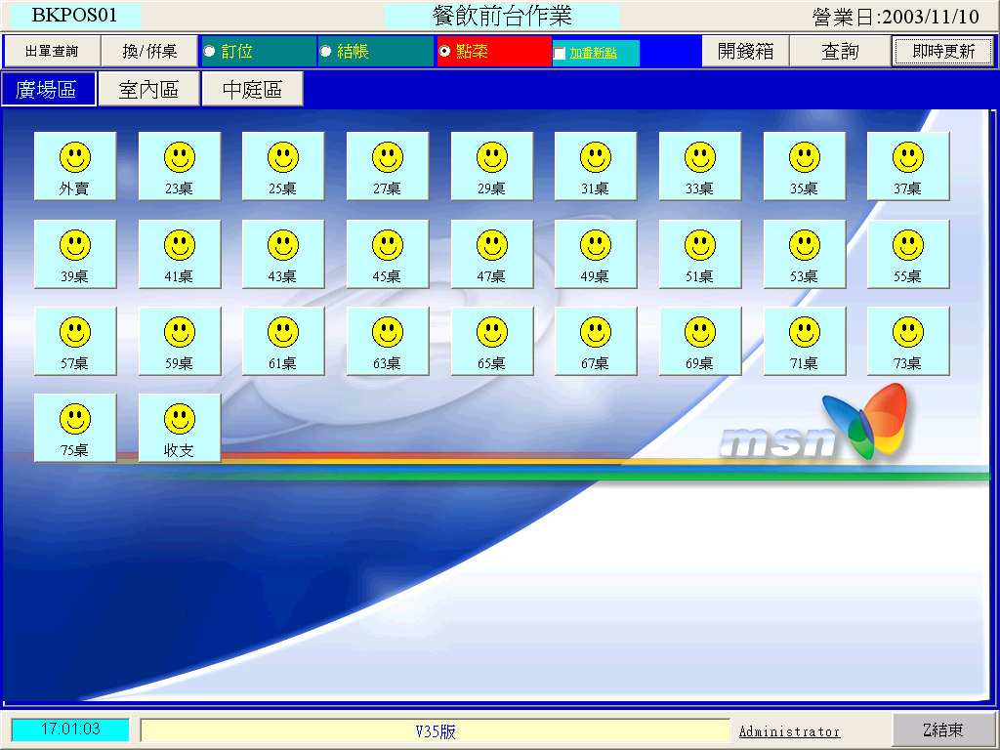 BKPOS01 餐飲前台作業 營業日:2003/11/10
出單查詢 換/併桌 訂位 結帳 點菜 加番新點 開錢箱 查詢 即時更新
廣場區 室內區 中庭區
外賣 23桌 25桌 27桌 29桌 31桌 33桌 35桌 37桌
39桌 41桌 43桌 45桌 47桌 49桌 51桌 53桌 55桌
57桌 59桌 61桌 63桌 65桌 67桌 69桌 71桌 73桌
msn
75桌 收支
17:01:03 V35版 Administrator Z結束